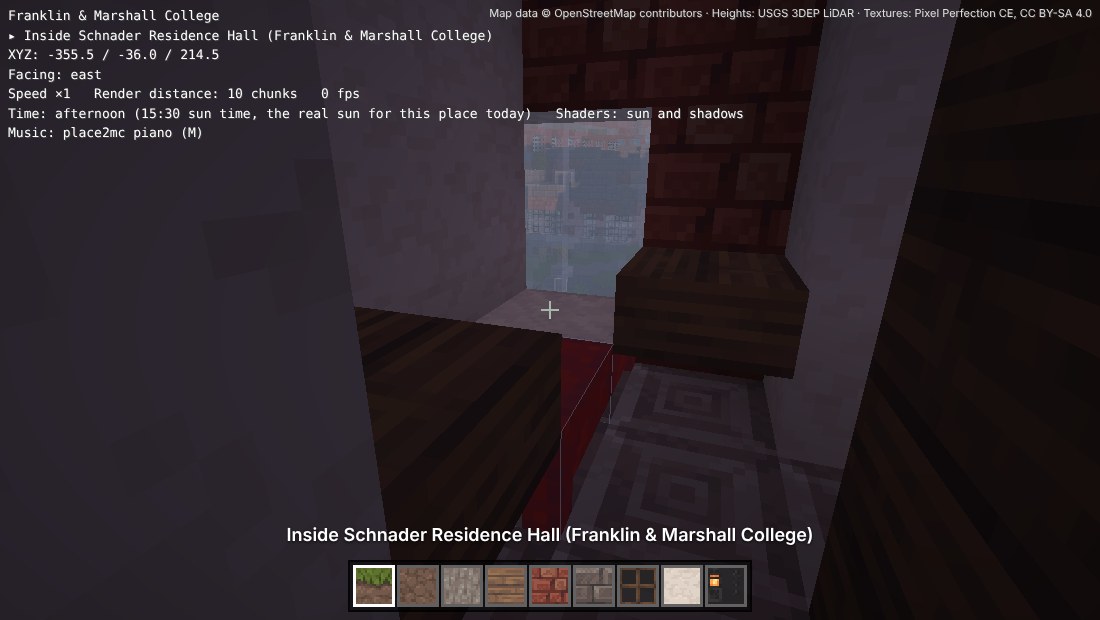 Franklin & Marshall College
Map data © OpenStreetMap contributors · Heights: USGS 3DEP LiDAR · Textures: Pixel Perfection CE, CC BY-SA 4.0
▸ Inside Schnader Residence Hall (Franklin & Marshall College)
XYZ: -355.5 / -36.0 / 214.5
Facing: east
Speed ×1   Render distance: 10 chunks   0 fps
Time: afternoon (15:30 sun time, the real sun for this place today)   Shaders: sun and shadows
Music: place2mc piano (M)
Inside Schnader Residence Hall (Franklin & Marshall College)